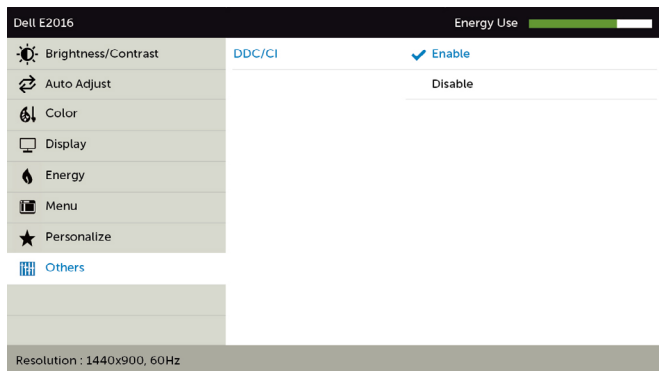 Dell E2016 Energy Use
Brightness/Contrast DDC/CI Enable
Auto Adjust Disable
Color
Display
Energy
Menu
Personalize
Others
Resolution : 1440x900, 60Hz